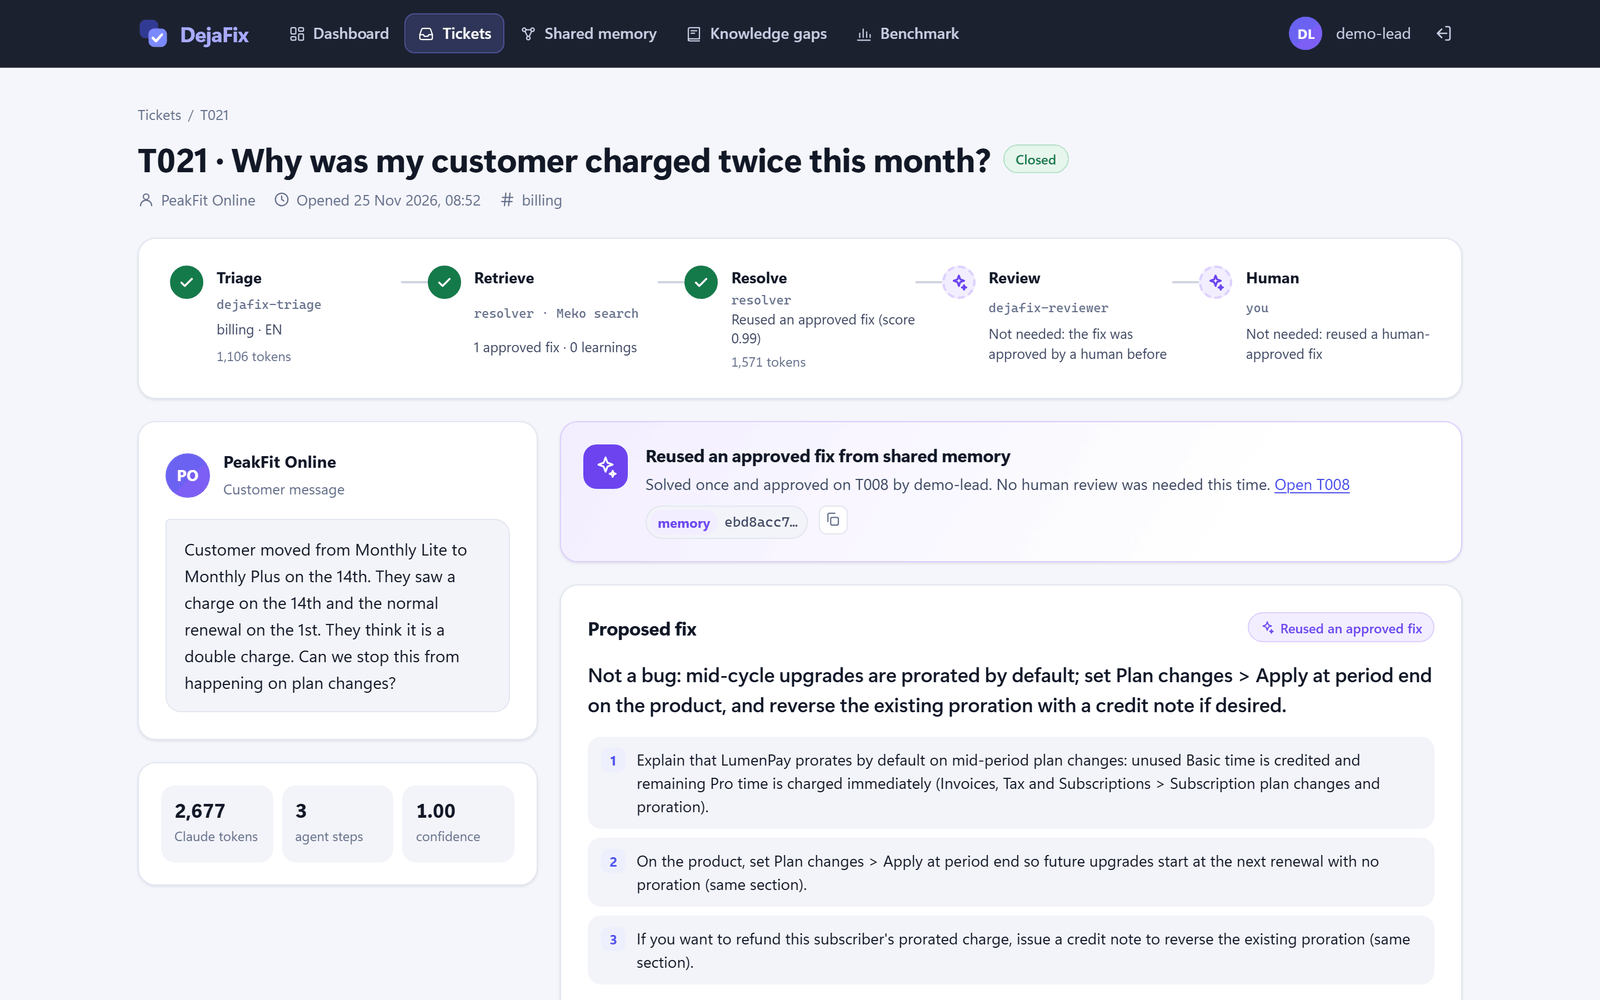 DejaFix
Dashboard
Tickets
Shared memory
Knowledge gaps
Benchmark
DL
demo-lead
Tickets / T021
T021 · Why was my customer charged twice this month?
Closed
PeakFit Online
Opened 25 Nov 2026, 08:52
# billing
Triage
dejafix-triage
billing · EN
1,106 tokens
Retrieve
resolver · Meko search
1 approved fix · 0 learnings
Resolve
resolver
Reused an approved fix (score
0.99)
1,571 tokens
Review
dejafix-reviewer
Not needed: the fix was
approved by a human before
Human
you
Not needed: reused a human-
approved fix
PO
PeakFit Online
Customer message
Customer moved from Monthly Lite to
Monthly Plus on the 14th. They saw a
charge on the 14th and the normal
renewal on the 1st. They think it is a
double charge. Can we stop this from
happening on plan changes?
2,677
Claude tokens
3
agent steps
1.00
confidence
Reused an approved fix from shared memory
Solved once and approved on T008 by demo-lead. No human review was needed this time. Open T008
memory ebd8acc7…
Proposed fix
Reused an approved fix
Not a bug: mid-cycle upgrades are prorated by default; set Plan changes > Apply at period end
on the product, and reverse the existing proration with a credit note if desired.
1 Explain that LumenPay prorates by default on mid-period plan changes: unused Basic time is credited and
remaining Pro time is charged immediately (Invoices, Tax and Subscriptions > Subscription plan changes and
proration).
2 On the product, set Plan changes > Apply at period end so future upgrades start at the next renewal with no
proration (same section).
3 If you want to refund this subscriber's prorated charge, issue a credit note to reverse the existing proration (same
section).